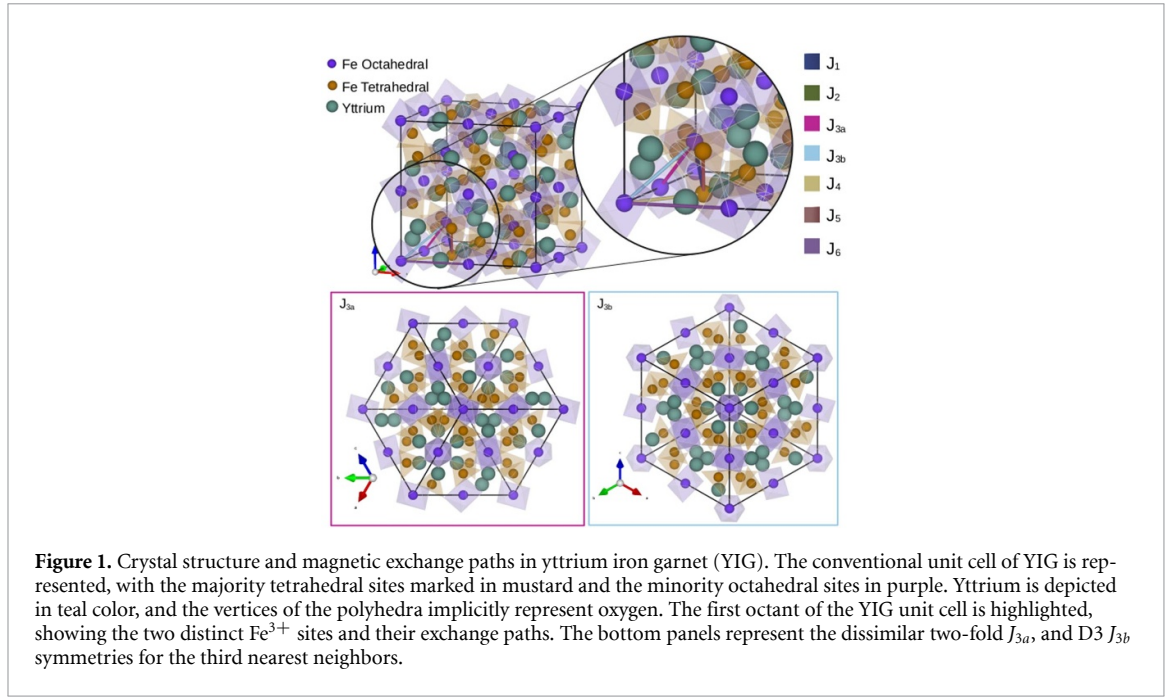 Fe Octahedral
Fe Tetrahedral
Yttrium
J₁
J₂
J₃ₐ
J₃b
J₄
J₅
J₆
J₃ₐ
J₃b
Figure 1. Crystal structure and magnetic exchange paths in yttrium iron garnet (YIG). The conventional unit cell of YIG is rep-
resented, with the majority tetrahedral sites marked in mustard and the minority octahedral sites in purple. Yttrium is depicted
in teal color, and the vertices of the polyhedra implicitly represent oxygen. The first octant of the YIG unit cell is highlighted,
showing the two distinct Fe³⁺ sites and their exchange paths. The bottom panels represent the dissimilar two-fold J₃ₐ, and D3 J₃b
symmetries for the third nearest neighbors.